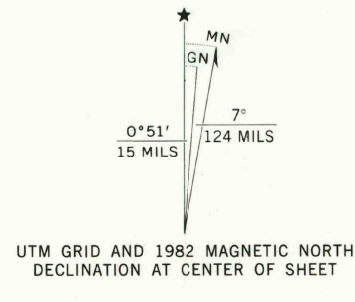 MN
GN
0°51′
15 MILS
7°
124 MILS
UTM GRID AND 1982 MAGNETIC NORTH
DECLINATION AT CENTER OF SHEET